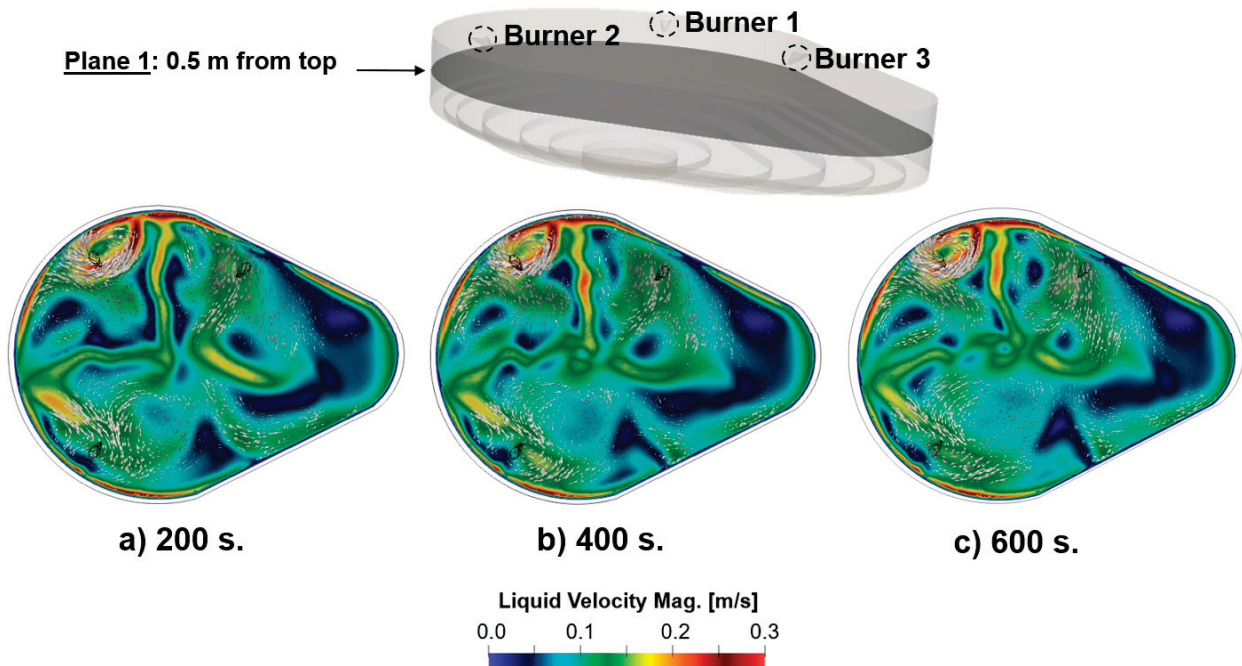 Burner 1
Burner 2
Plane 1: 0.5 m from top
Burner 3
a) 200 s.
b) 400 s.
c) 600 s.
Liquid Velocity Mag. [m/s]
0.0 0.1 0.2 0.3